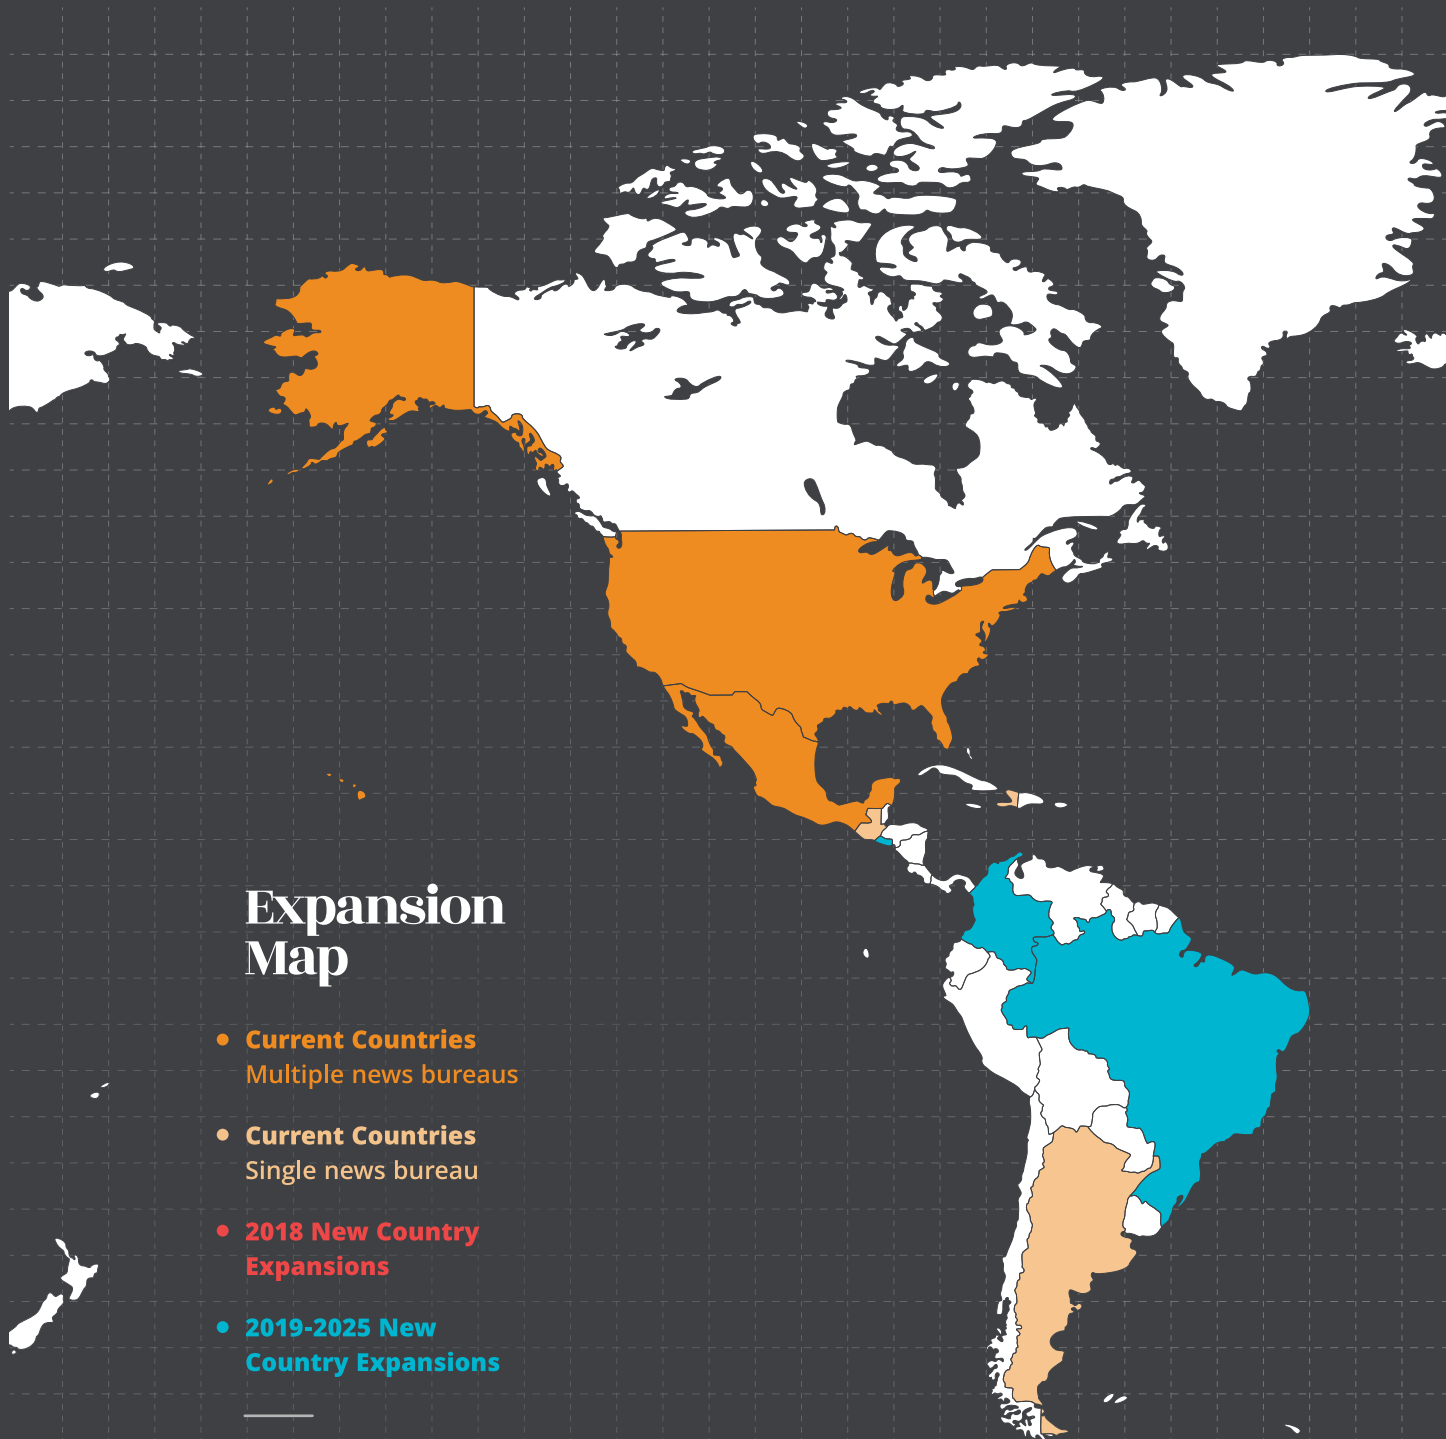 Expansion
Map
Current Countries
Multiple news bureaus
Current Countries
Single news bureau
2018 New Country
Expansions
2019-2025 New
Country Expansions